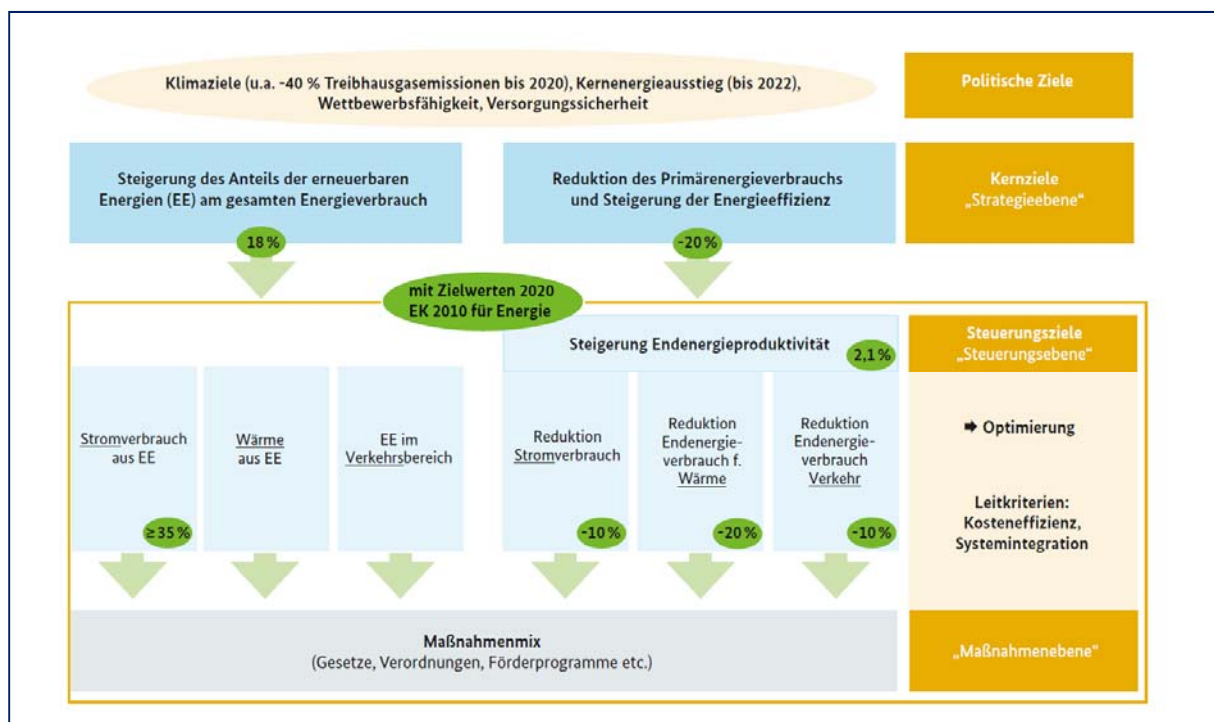 Klimaziele (u.a. -40 % Treibhausgasemissionen bis 2020), Kernenergieausstieg (bis 2022),
Wettbewerbsfähigkeit, Versorgungssicherheit
Politische Ziele
Steigerung des Anteils der erneuerbaren
Energien (EE) am gesamten Energieverbrauch
18 %
Reduktion des Primärenergieverbrauchs
und Steigerung der Energieeffizienz
-20 %
Kernziele
„Strategieebene“
mit Zielwerten 2020
EK 2010 für Energie
Steigerung Endenergieproduktivität
2,1 %
Steuerungsziele
„Steuerungsebene“
Stromverbrauch
aus EE
≥35 %
Wärme
aus EE
EE im
Verkehrsbereich
Reduktion
Stromverbrauch
-10 %
Reduktion
Endenergie-
verbrauch f.
Wärme
-20 %
Reduktion
Endenergie-
verbrauch
Verkehr
-10 %
➡ Optimierung
Leitkriterien:
Kosteneffizienz,
Systemintegration
Maßnahmenmix
(Gesetze, Verordnungen, Förderprogramme etc.)
„Maßnahmenebene“